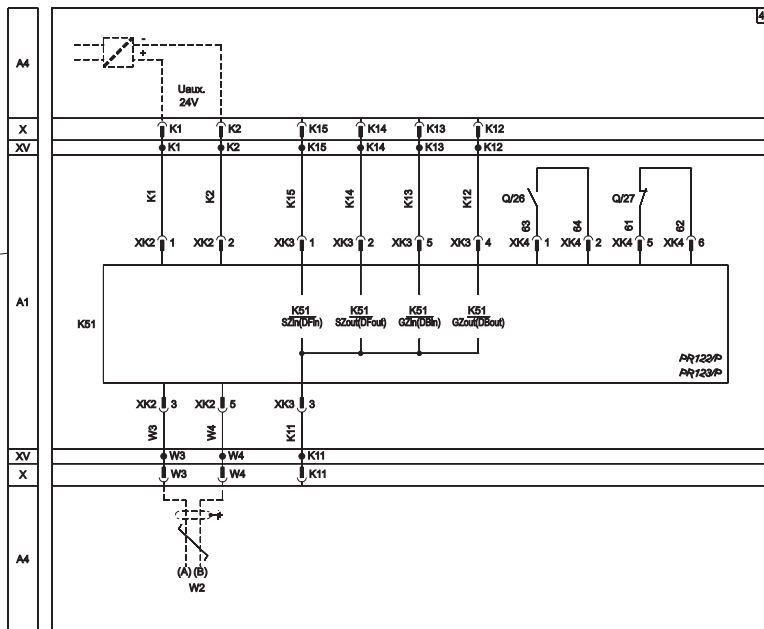 4
A4
- 
+
Uaux.
24V
X K1 K2 K15 K14 K13 K12
XV K1 K2 K15 K14 K13 K12
K1 K2 K15 K14 K13 K12
Q/26 Q/27
63 64 61 62
XK2 1 XK2 2 XK3 1 XK3 2 XK3 5 XK3 4 XK4 1 XK4 2 XK4 5 XK4 6
A1
K51
K51 K51 K51 K51
SZin(DFin) SZout(DFout) GZin(DBin) GZout(DBout)
PR122/P
PR123/P
XK2 3 XK2 5 XK3 3
W3 W4 K11
XV W3 W4 K11
X W3 W4 K11
A4
(A) (B)
W2